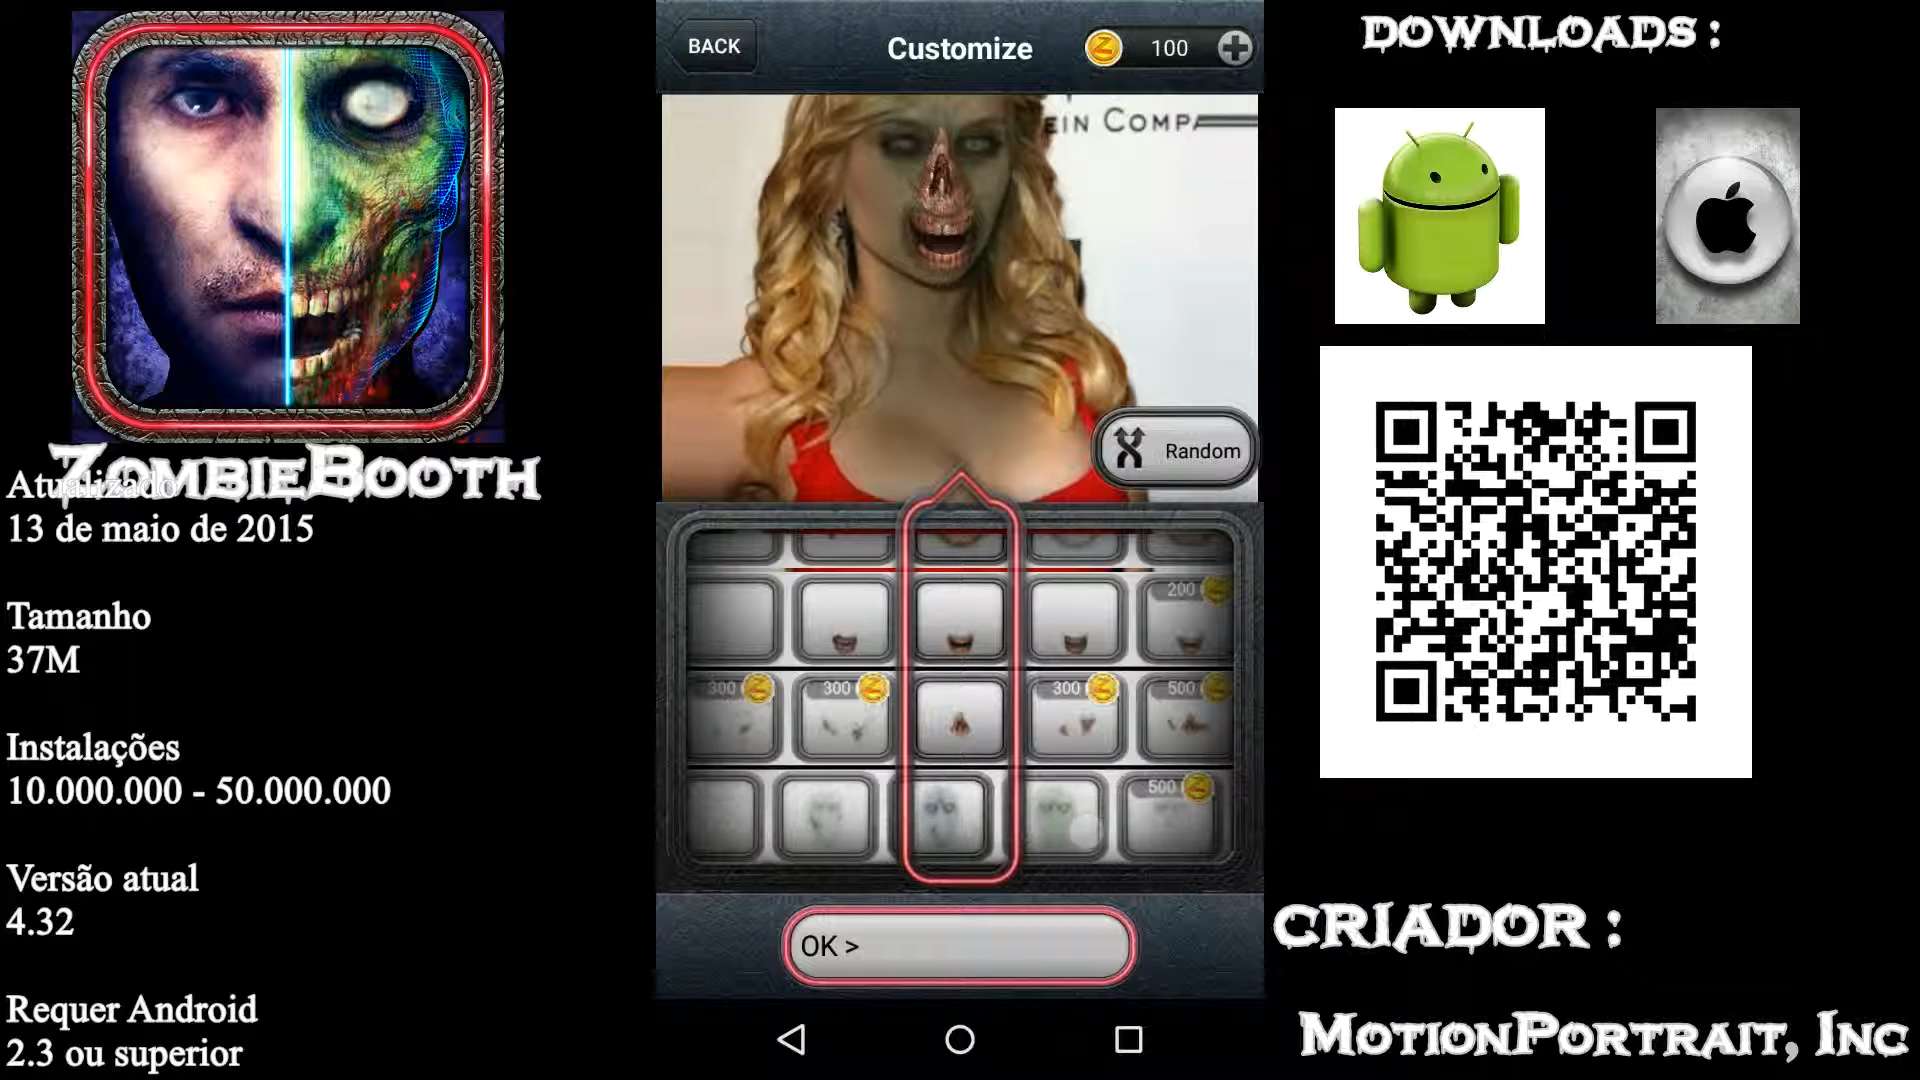 ZOMBIEBOOTH
Atualizado
13 de maio de 2015
Tamanho
37M
Instalações
10.000.000 - 50.000.000
Versão atual
4.32
Requer Android
2.3 ou superior
BACK
Customize
100
EIN COMPA
Random
200
300
300
300
500
500
OK >
DOWNLOADS :
CRIADOR :
MOTIONPORTRAIT, INC